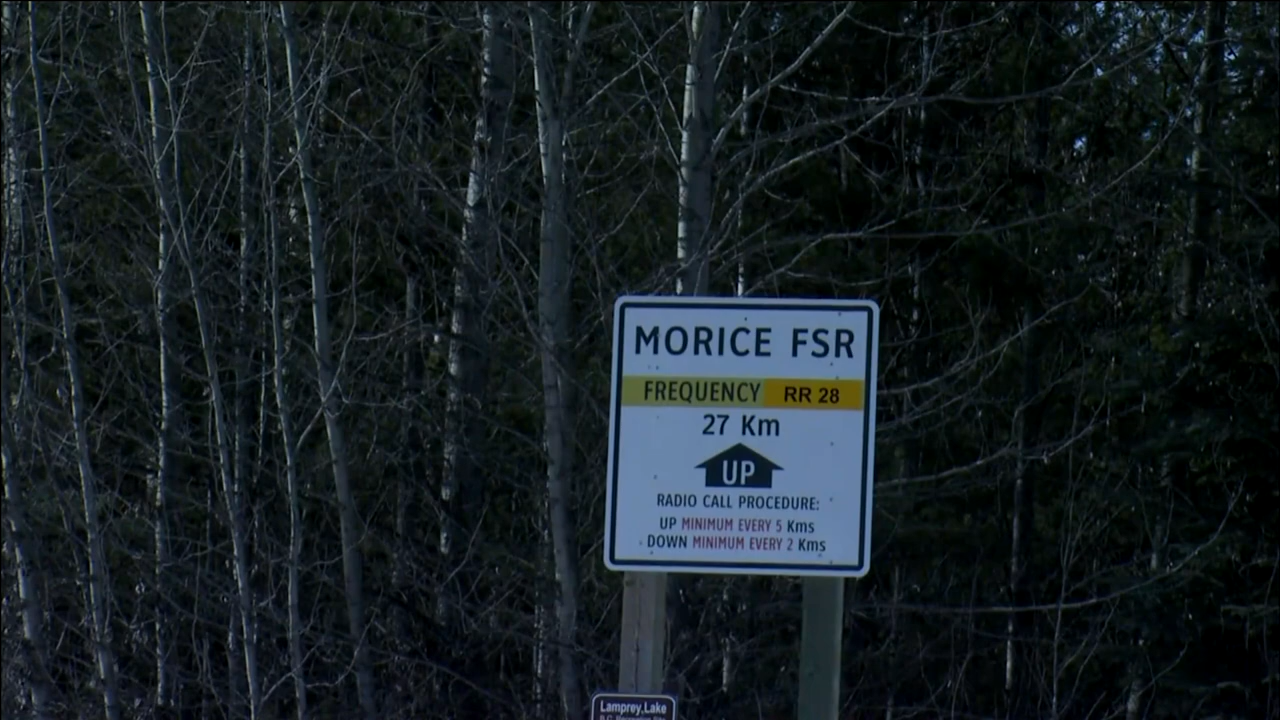 MORICE FSR
FREQUENCY RR 28
27 Km
UP
RADIO CALL PROCEDURE:
UP MINIMUM EVERY 5 Kms
DOWN MINIMUM EVERY 2 Kms
Lamprey Lake